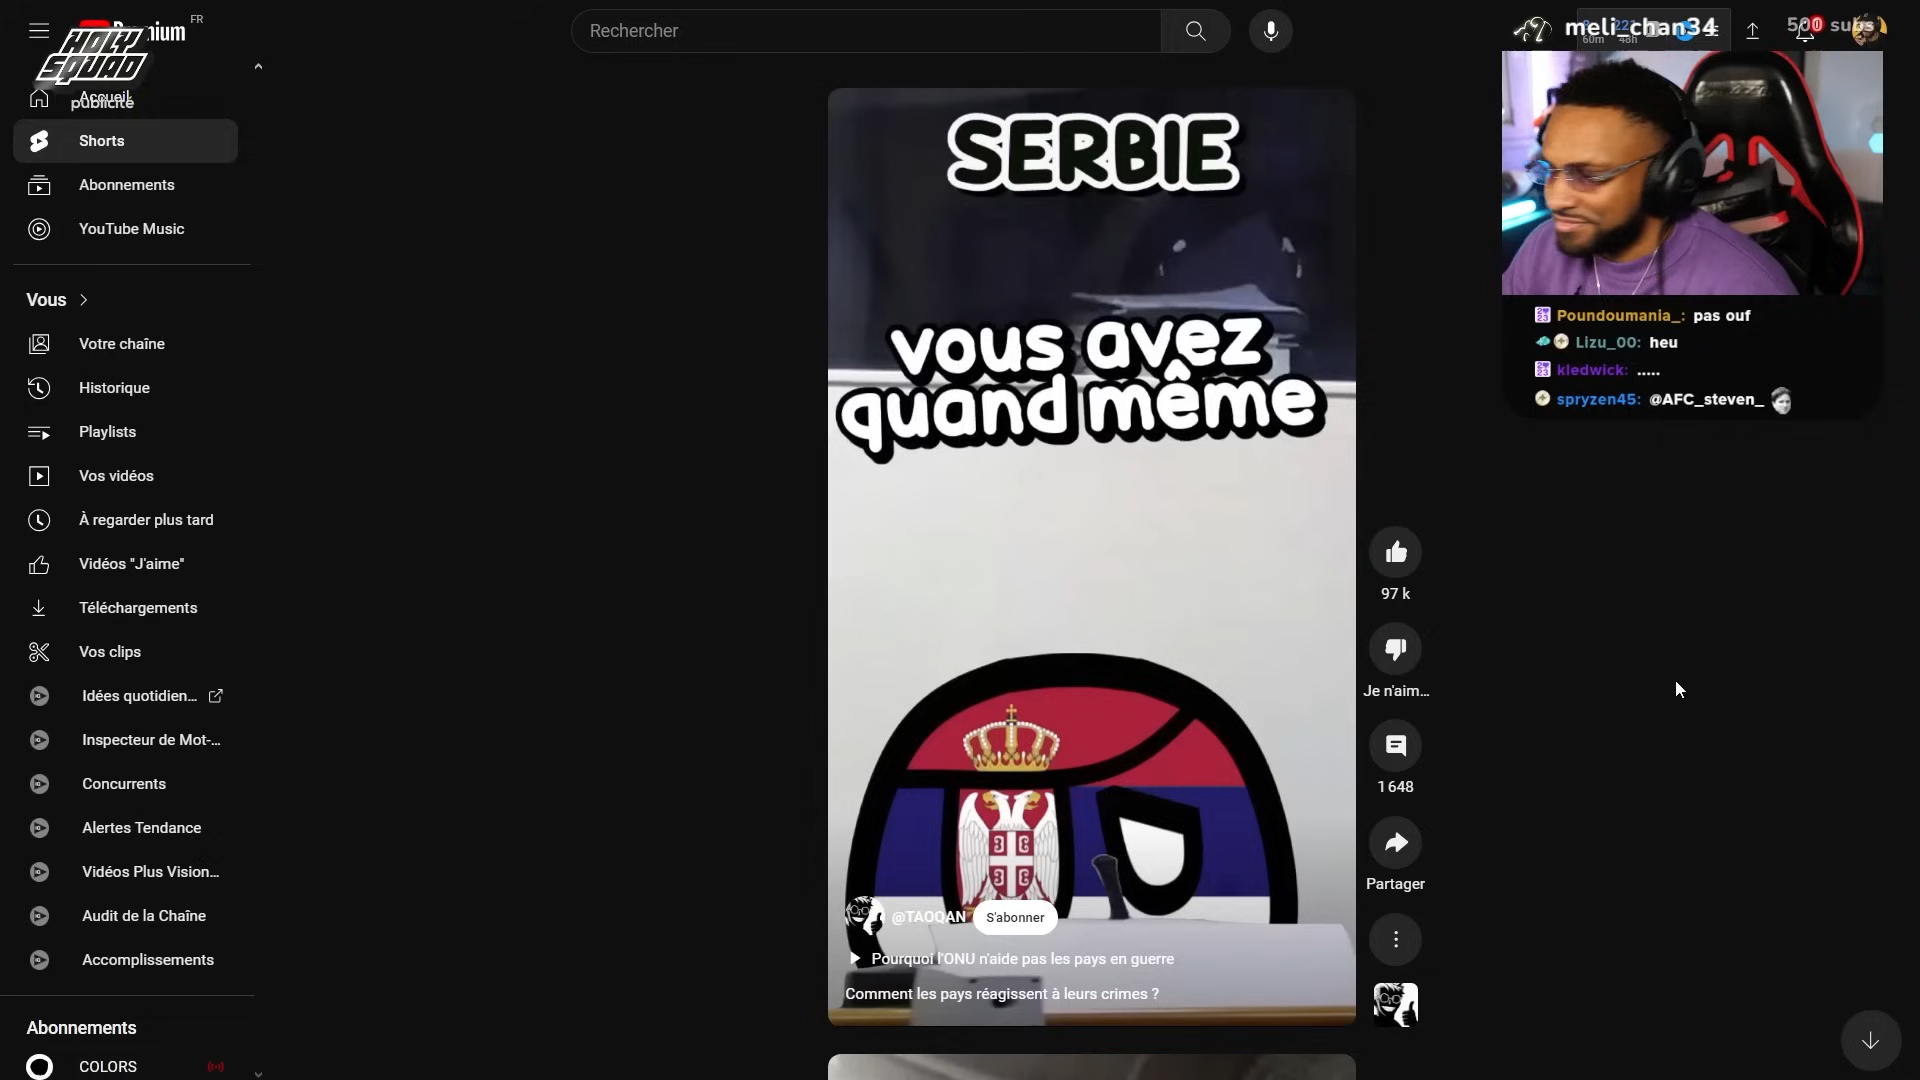 FR
Rechercher
HOLY
SQUAD
publicité
Accueil
Shorts
Abonnements
YouTube Music
Vous
Votre chaîne
Historique
Playlists
Vos vidéos
À regarder plus tard
Vidéos "J'aime"
Téléchargements
Vos clips
Idées quotidien...
Inspecteur de Mot-...
Concurrents
Alertes Tendance
Vidéos Plus Vision...
Audit de la Chaîne
Accomplissements
Abonnements
COLORS
SERBIE
vous avez
quand même
@TAOQAN
S'abonner
Pourquoi l'ONU n'aide pas les pays en guerre
Comment les pays réagissent à leurs crimes ?
97 k
Je n'aim...
1 648
Partager
meli_chan34
60m
48h
500 subs
Poundoumania_: pas ouf
Lizu_00: heu
kledwick: .....
spryzen45: @AFC_steven_